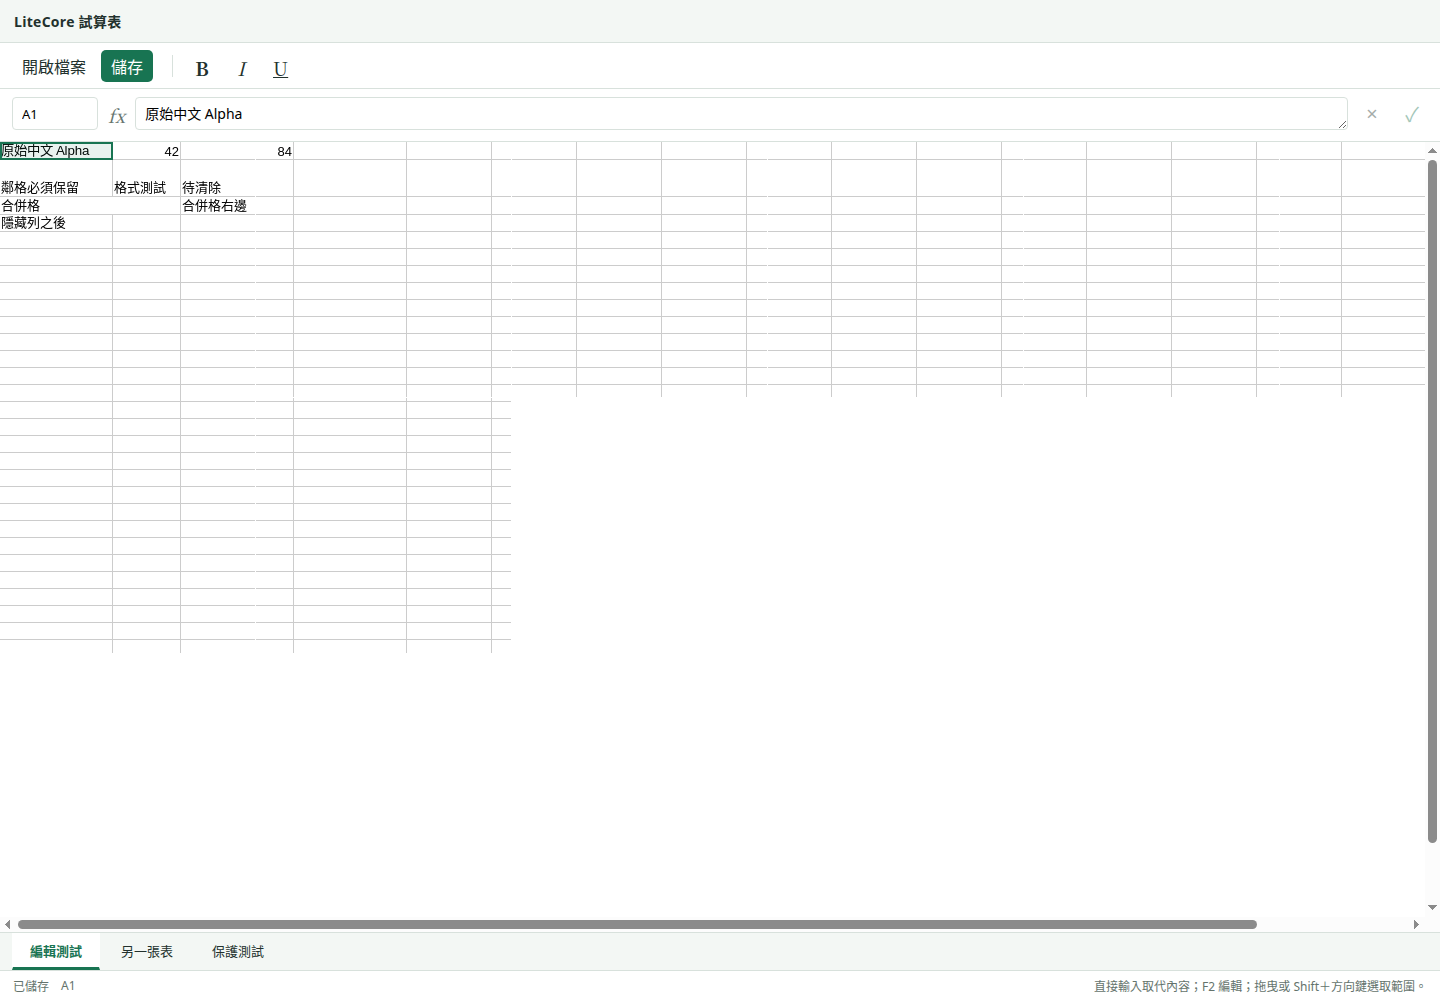 LiteCore 試算表
開啟檔案 儲存 B I U
A1 fx 原始中文 Alpha × ✓
原始中文 Alpha 42 84
鄰格必須保留 格式測試 待清除
合併格 合併格右邊
隱藏列之後
編輯測試 另一張表 保護測試
已儲存 A1 直接輸入取代內容；F2 編輯；拖曳或 Shift＋方向鍵選取範圍。